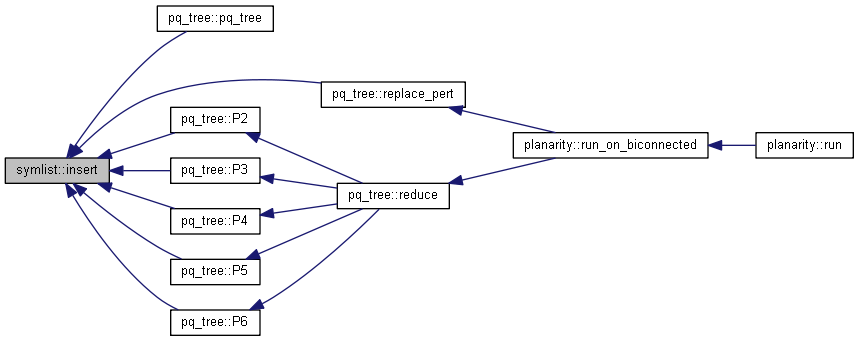 pq_tree::pq_tree
pq_tree::replace_pert
pq_tree::P2
planarity::run_on_biconnected
planarity::run
symlist::insert
pq_tree::P3
pq_tree::reduce
pq_tree::P4
pq_tree::P5
pq_tree::P6